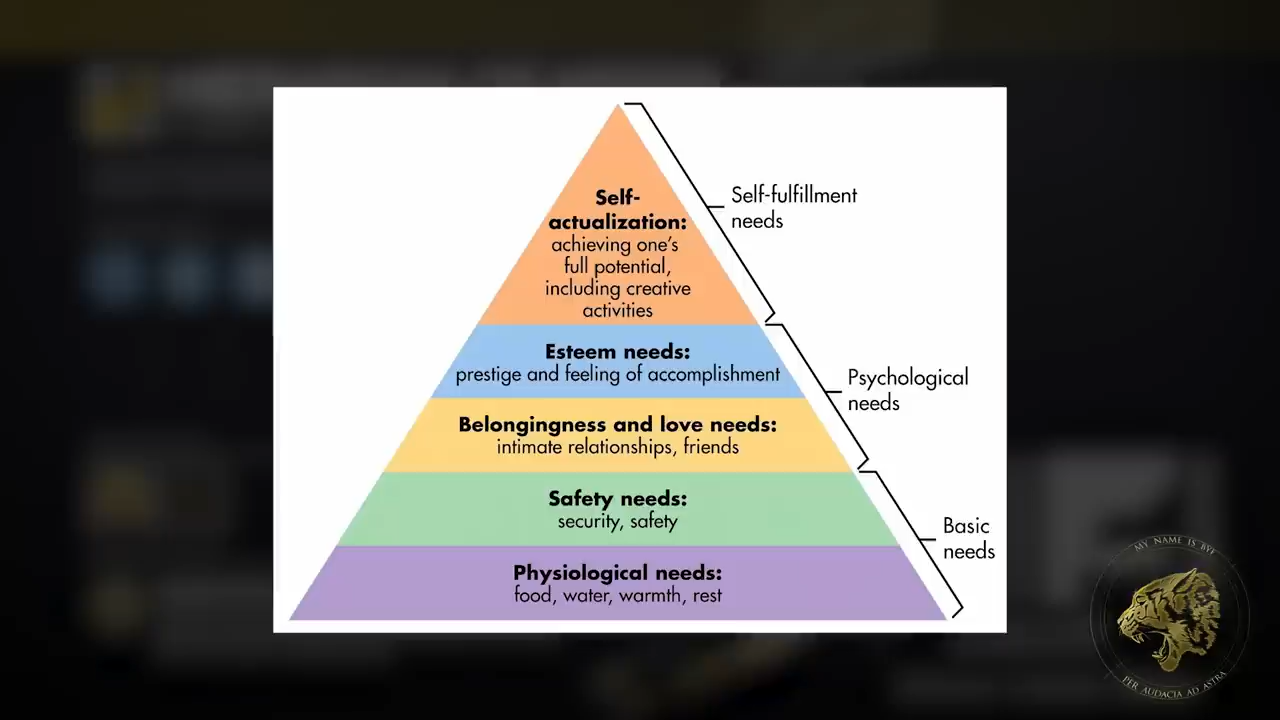 Self-
actualization:
achieving one's
full potential,
including creative
activities
Self-fulfillment
needs
Esteem needs:
prestige and feeling of accomplishment
Psychological
needs
Belongingness and love needs:
intimate relationships, friends
Safety needs:
security, safety
Basic
needs
Physiological needs:
food, water, warmth, rest
MY NAME IS BYF
PER AUDACIA AD ASTRA